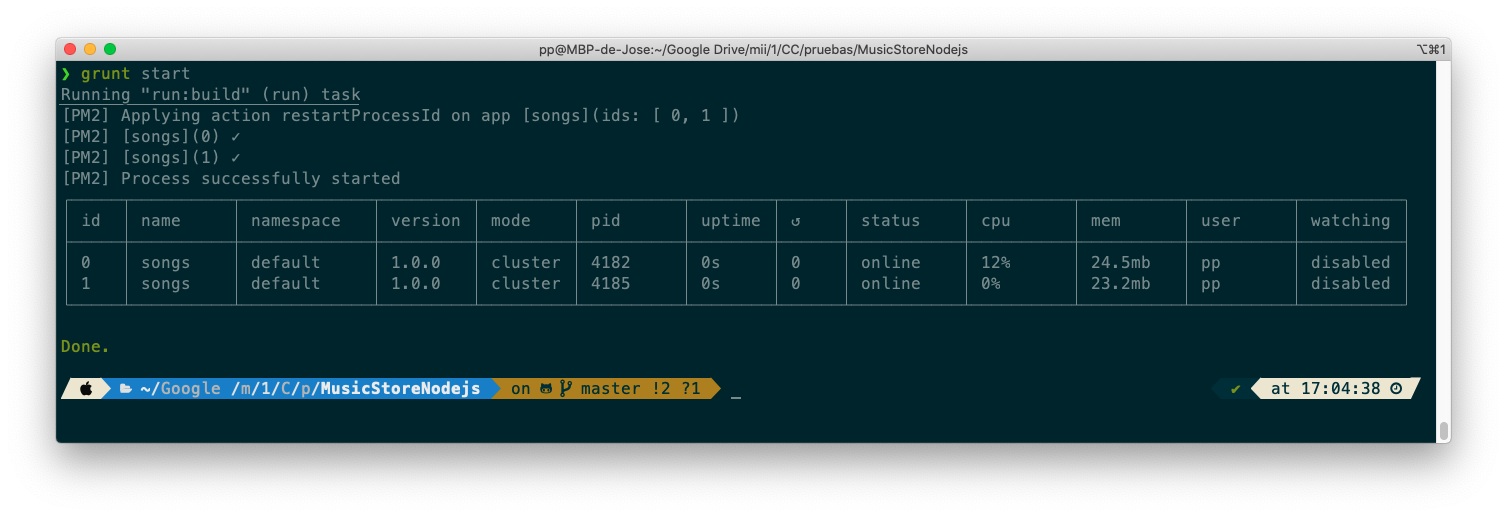 pp@MBP-de-Jose:~/Google Drive/mii/1/CC/pruebas/MusicStoreNodejs ⌥⌘1
❯ grunt start
Running "run:build" (run) task
[PM2] Applying action restartProcessId on app [songs](ids: [ 0, 1 ])
[PM2] [songs](0) ✓
[PM2] [songs](1) ✓
[PM2] Process successfully started
id name namespace version mode pid uptime ↺ status cpu mem user watching
0 songs default 1.0.0 cluster 4182 0s 0 online 12% 24.5mb pp disabled
1 songs default 1.0.0 cluster 4185 0s 0 online 0% 23.2mb pp disabled
Done.
~/Google /m/1/C/p/MusicStoreNodejs on master !2 ?1 _ ✔ at 17:04:38